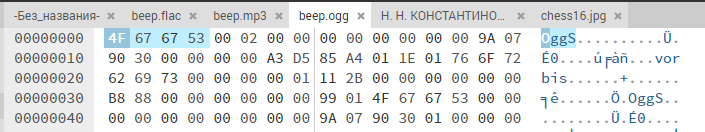 -Без_названия- beep.flac beep.mp3 beep.ogg Н. Н. КОНСТАНТИНО... chess16.jpg
00000000 4F 67 67 53 00 02 00 00 00 00 00 00 00 00 9A 07 OggS..........Ü.
00000010 90 30 00 00 00 00 A3 D5 85 A4 01 1E 01 76 6F 72 É0....ú╒àñ...vor
00000020 62 69 73 00 00 00 00 01 11 2B 00 00 00 00 00 00 bis......+......
00000030 B8 88 00 00 00 00 00 00 99 01 4F 67 67 53 00 00 ╕ê......Ö.OggS..
00000040 00 00 00 00 00 00 00 00 9A 07 90 30 01 00 00 00 ........Ü.É0....